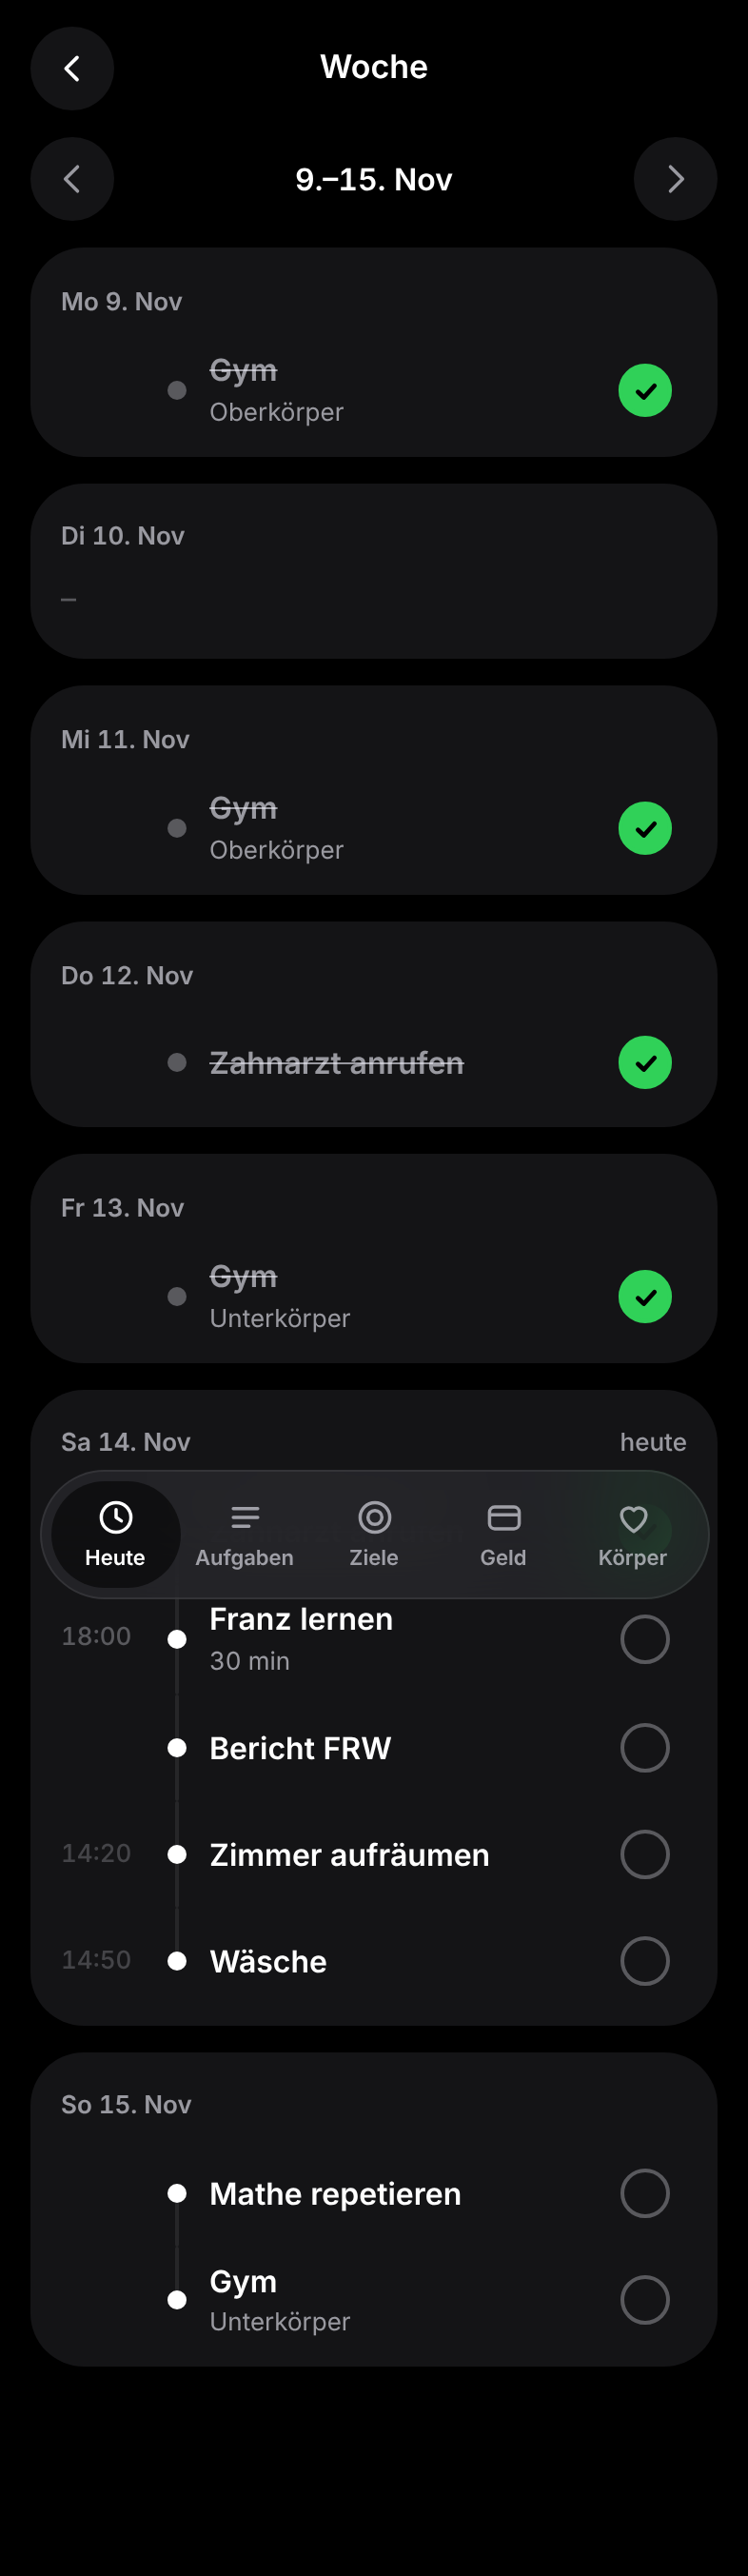 Woche
9.–15. Nov
Mo 9. Nov
Gym
Oberkörper
Di 10. Nov
–
Mi 11. Nov
Gym
Oberkörper
Do 12. Nov
Zahnarzt anrufen
Fr 13. Nov
Gym
Unterkörper
Sa 14. Nov
heute
Heute
Aufgaben
Ziele
Geld
Körper
18:00
Franz lernen
30 min
Bericht FRW
14:20
Zimmer aufräumen
14:50
Wäsche
So 15. Nov
Mathe repetieren
Gym
Unterkörper